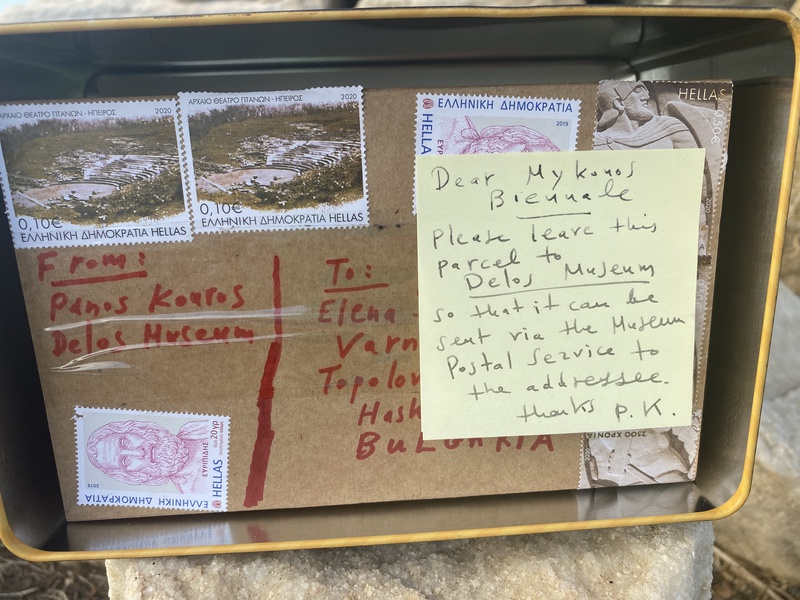 ΑΡΧΑΙΟ ΘΕΑΤΡΟ ΓΙΤΑΝΩΝ - ΗΠΕΙΡΟΣ 2020
0,10€
ΕΛΛΗΝΙΚΗ ΔΗΜΟΚΡΑΤΙΑ HELLAS
ΑΡΧΑΙΟ ΘΕΑΤΡΟ ΓΙΤΑΝΩΝ - ΗΠΕΙΡΟΣ 2020
0,10€
ΕΛΛΗΝΙΚΗ ΔΗΜΟΚΡΑΤΙΑ HELLAS
ΕΛΛΗΝΙΚΗ ΔΗΜΟΚΡΑΤΙΑ
HELLAS
2019
HELLAS
From:
Panos Kouros
Delos Museum
To:
Elena
Varn
Topolov
Hask
BULGARIA
Dear Mykonos
Biennale
Please leave this
parcel to
Delos Museum
so that it can be
sent via the Museum
Postal Service to
the addressee.
thanks P.K.
ΕΛΛΗΝΙΚΗ ΔΗΜΟΚΡΑΤΙΑ
HELLAS
ΕΥΡΙΠΙΔΗΣ
2019
2500 ΧΡΟΝΙΑ